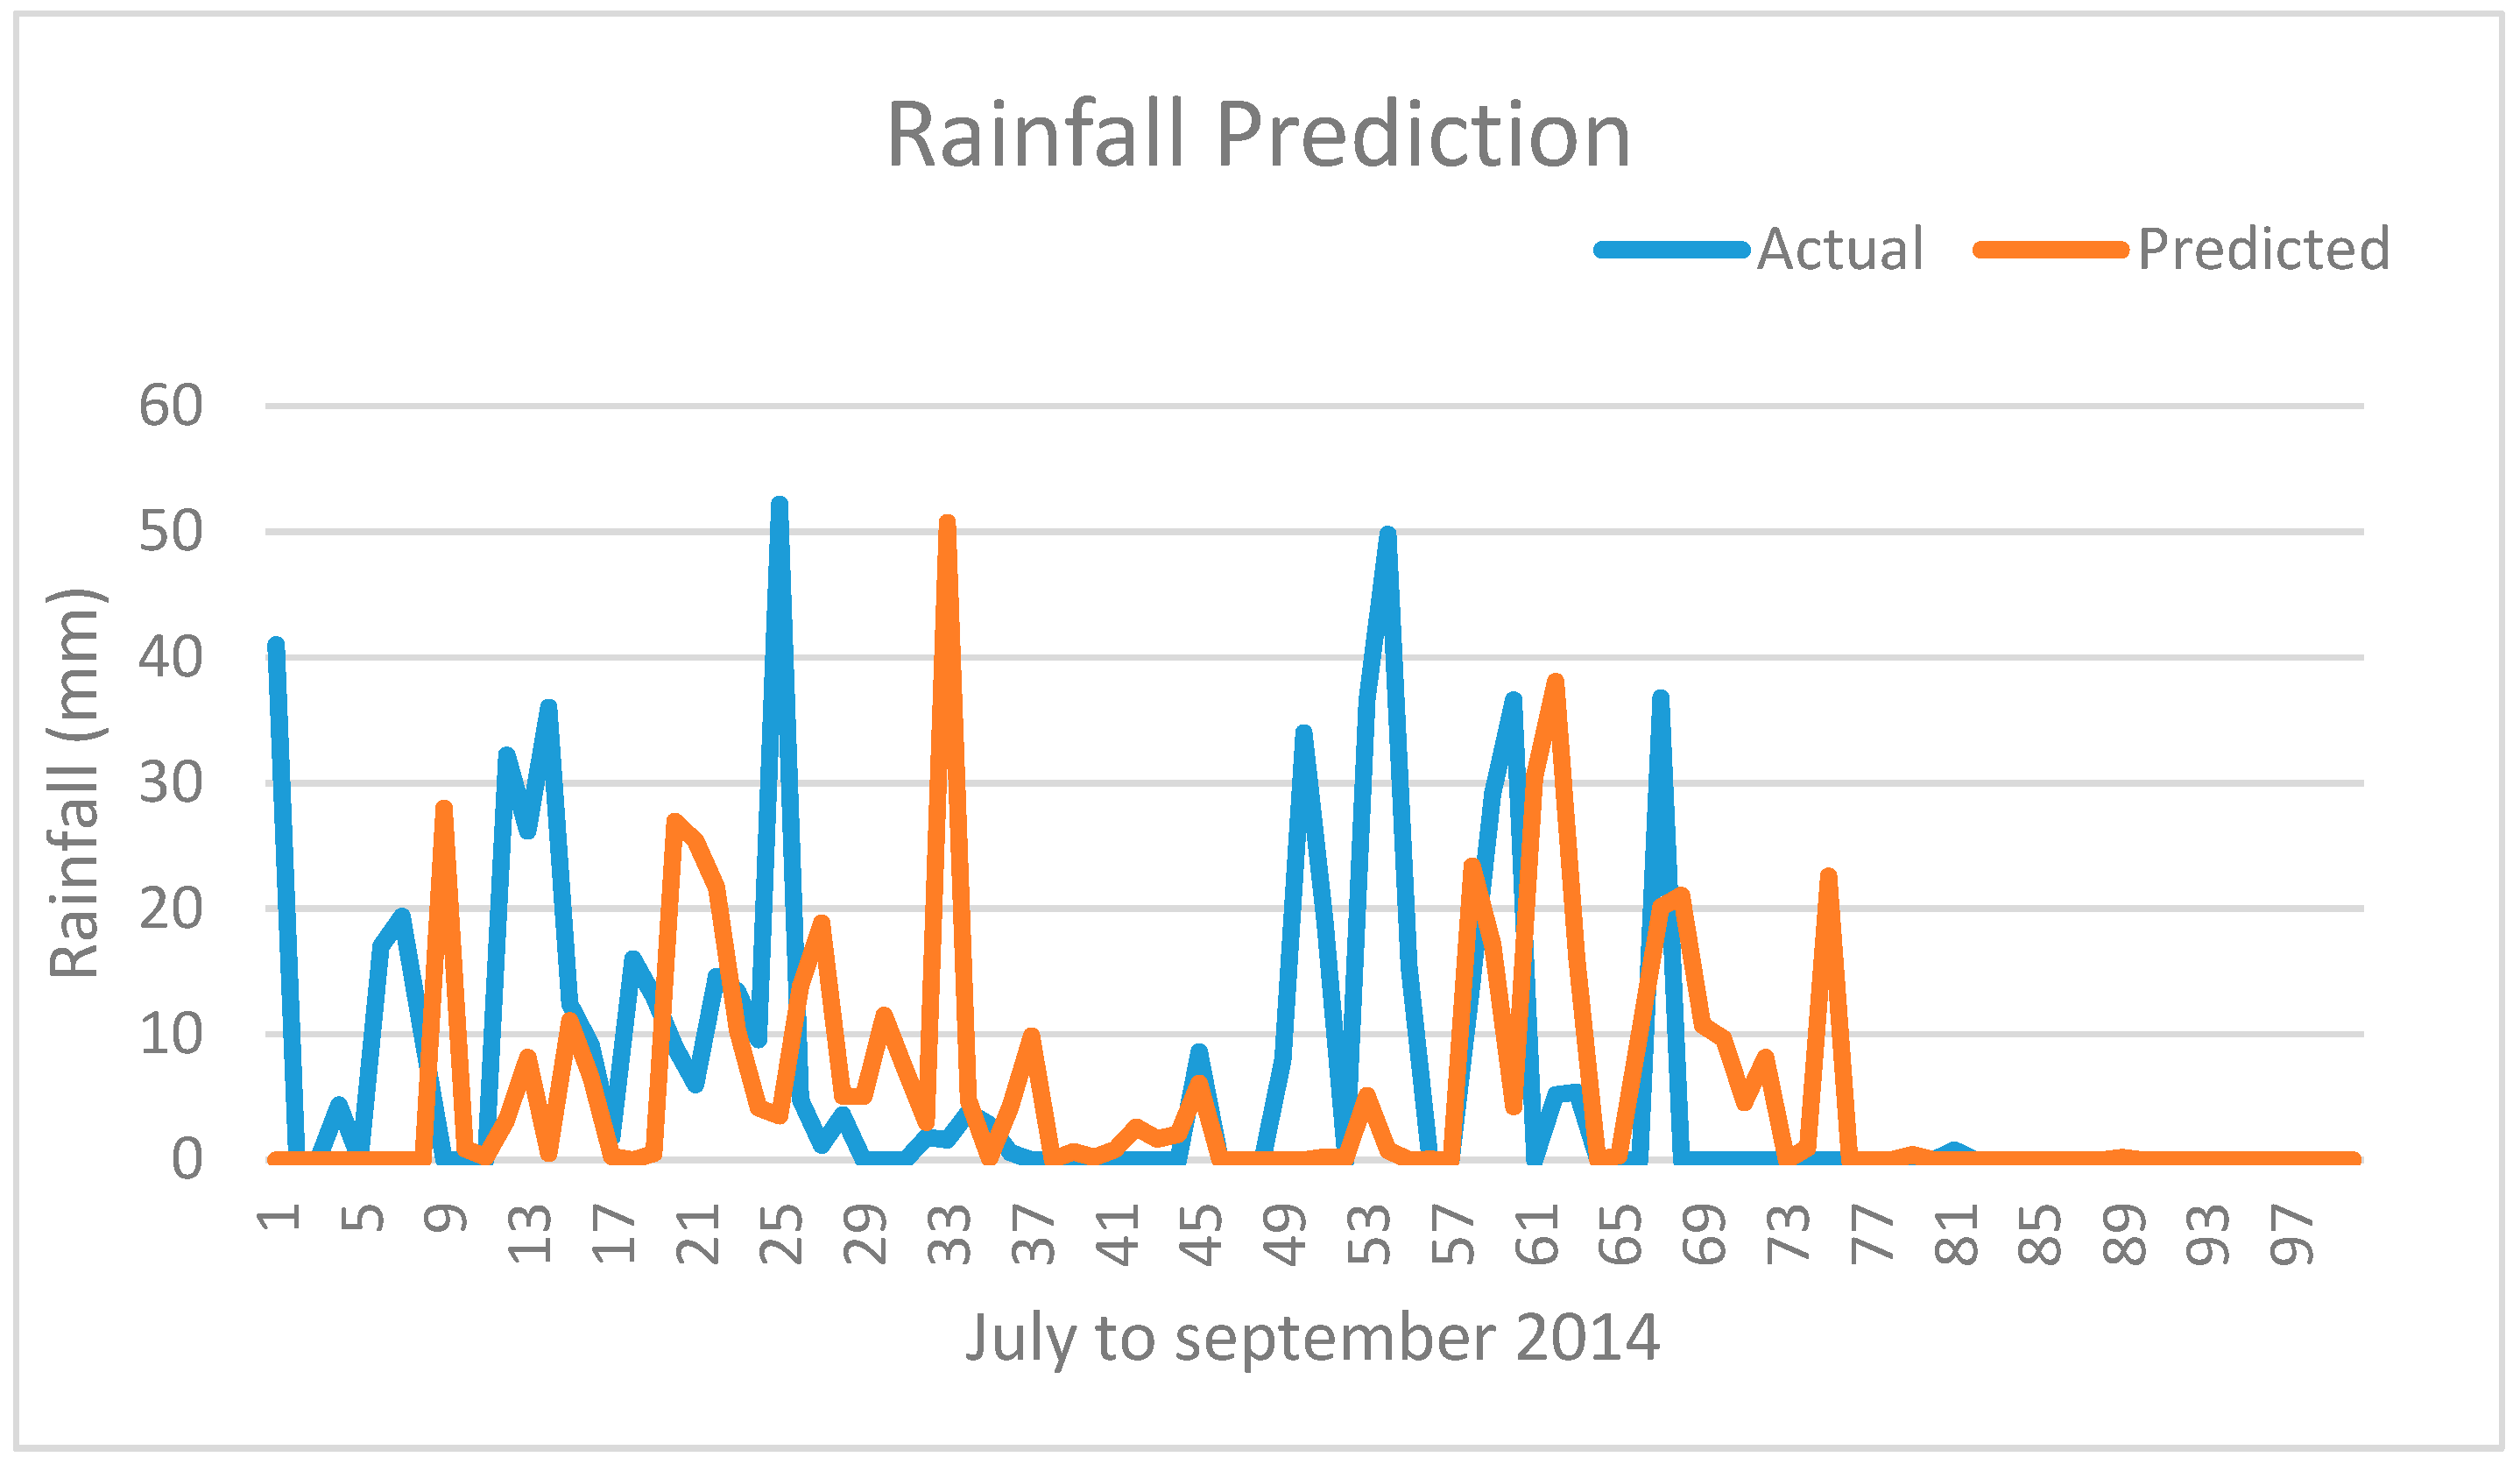 Rainfall Prediction
Actual Predicted
60
50
40
30
20
10
0
Rainfall (mm)
1 5 9 13 17 21 25 29 33 37 41 45 49 53 57 61 65 69 73 77 81 85 89 93 97
July to september 2014